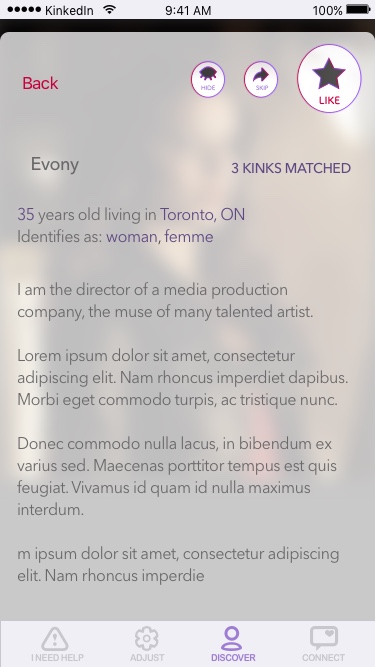 KinkedIn 9:41 AM 100%
Back
HIDE
SKIP
LIKE
Evony
3 KINKS MATCHED
35 years old living in Toronto, ON
Identifies as: woman, femme
I am the director of a media production
company, the muse of many talented artist.
Lorem ipsum dolor sit amet, consectetur
adipiscing elit. Nam rhoncus imperdiet dapibus.
Morbi eget commodo turpis, ac tristique nunc.
Donec commodo nulla lacus, in bibendum ex
varius sed. Maecenas porttitor tempus est quis
feugiat. Vivamus id quam id nulla maximus
interdum.
m ipsum dolor sit amet, consectetur adipiscing
elit. Nam rhoncus imperdie
I NEED HELP ADJUST DISCOVER CONNECT